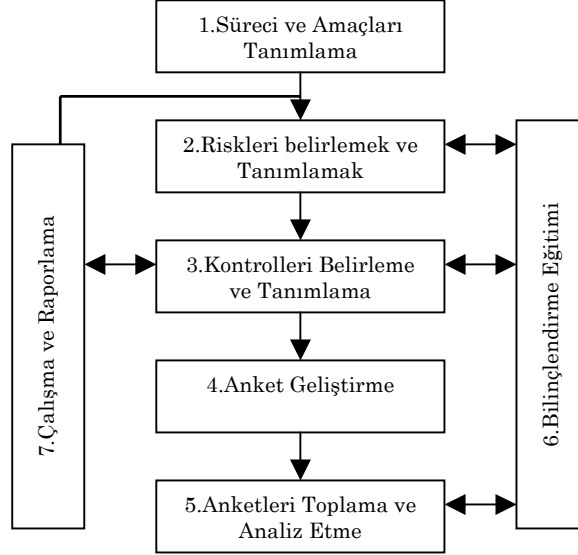 1.Süreci ve Amaçları
Tanımlama
2.Riskleri belirlemek ve
Tanımlamak
3.Kontrolleri Belirleme
ve Tanımlama
4.Anket Geliştirme
5.Anketleri Toplama ve
Analiz Etme
6.Bilinçlendirme Eğitimi
7.Çalışma ve Raporlama